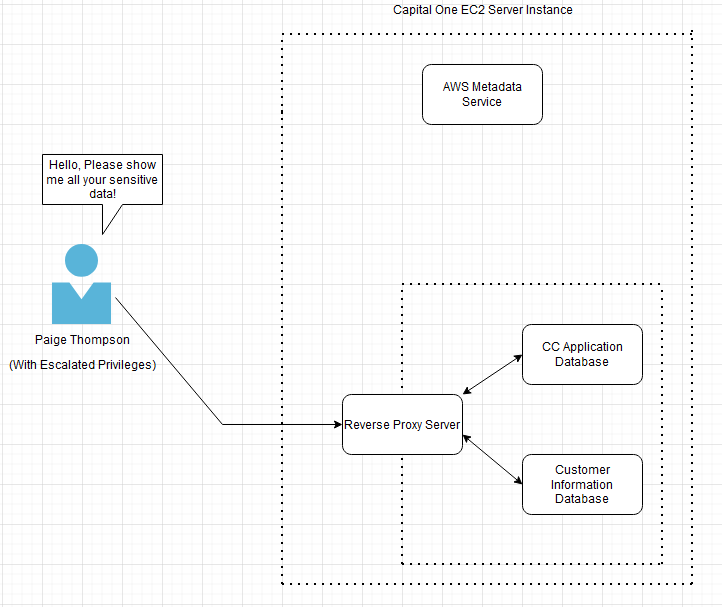 Capital One EC2 Server Instance
AWS Metadata
Service
Hello, Please show
me all your sensitive
data!
Paige Thompson
(With Escalated Privileges)
CC Application
Database
Reverse Proxy Server
Customer
Information
Database